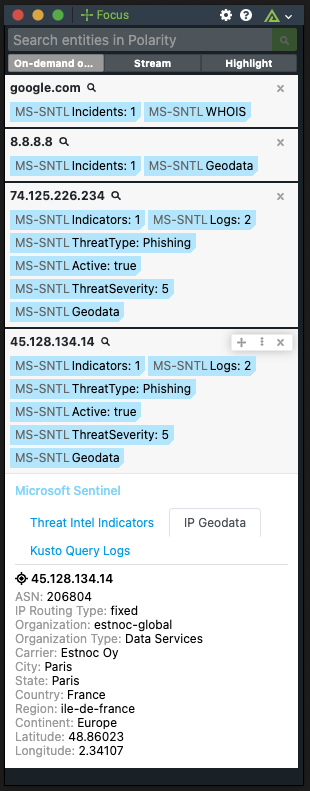 Focus
Search entities in Polarity
On-demand o... Stream Highlight
google.com
MS-SNTL Incidents: 1 MS-SNTL WHOIS
8.8.8.8
MS-SNTL Incidents: 1 MS-SNTL Geodata
74.125.226.234
MS-SNTL Indicators: 1 MS-SNTL Logs: 2
MS-SNTL ThreatType: Phishing
MS-SNTL Active: true
MS-SNTL ThreatSeverity: 5
MS-SNTL Geodata
45.128.134.14
MS-SNTL Indicators: 1 MS-SNTL Logs: 2
MS-SNTL ThreatType: Phishing
MS-SNTL Active: true
MS-SNTL ThreatSeverity: 5
MS-SNTL Geodata
Microsoft Sentinel
Threat Intel Indicators IP Geodata
Kusto Query Logs
45.128.134.14
ASN: 206804
IP Routing Type: fixed
Organization: estnoc-global
Organization Type: Data Services
Carrier: Estnoc Oy
City: Paris
State: Paris
Country: France
Region: ile-de-france
Continent: Europe
Latitude: 48.86023
Longitude: 2.34107